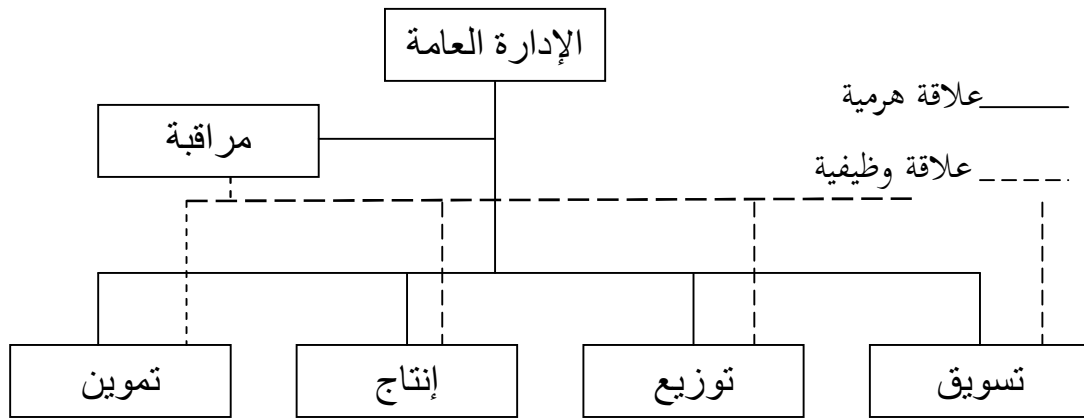 الإدارة العامة
علاقة هرمية
مراقبة
علاقة وظيفية
تسويق
توزيع
إنتاج
تموين